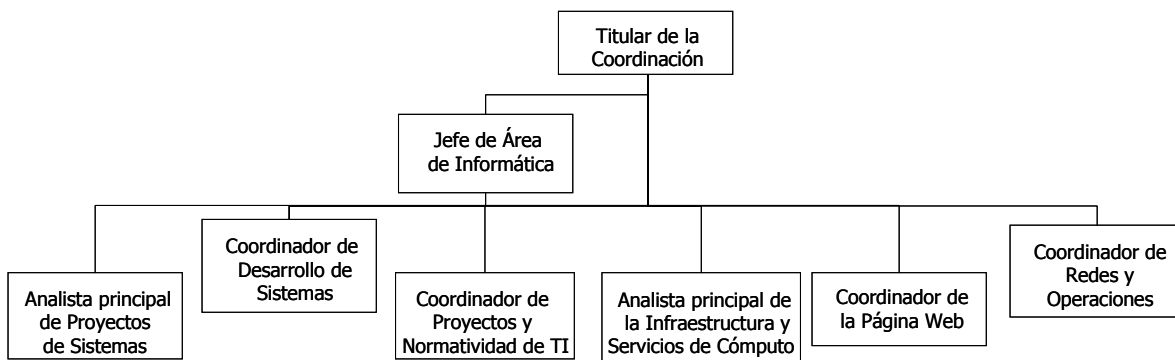 Titular de la
Coordinación
Jefe de Área
de Informática
Analista principal
de Proyectos
de Sistemas
Coordinador de
Desarrollo de
Sistemas
Coordinador de
Proyectos y
Normatividad de TI
Analista principal de
la Infraestructura y
Servicios de Cómputo
Coordinador de
la Página Web
Coordinador de
Redes y
Operaciones